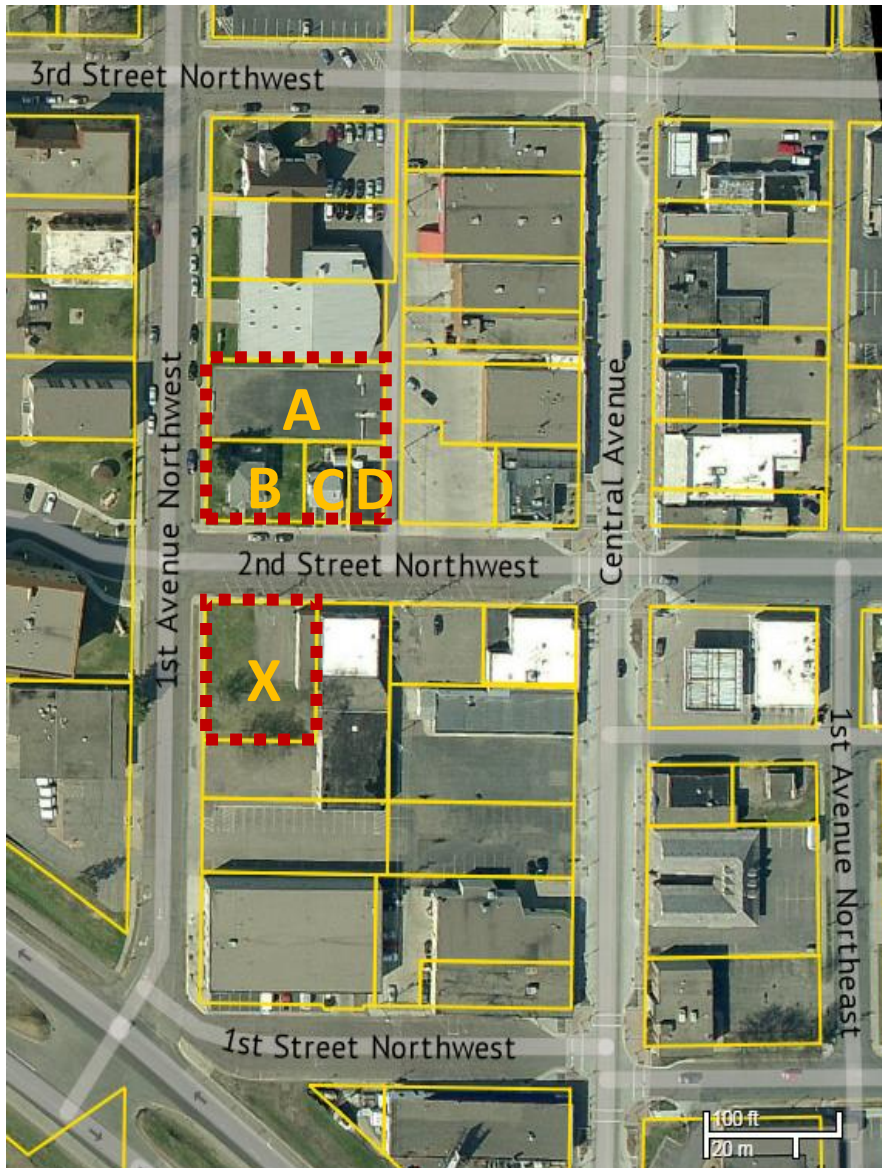 3rd Street Northwest
1st Avenue Northwest
Central Avenue
A
B
C
D
2nd Street Northwest
X
1st Avenue Northeast
1st Street Northwest
100 ft
20 m